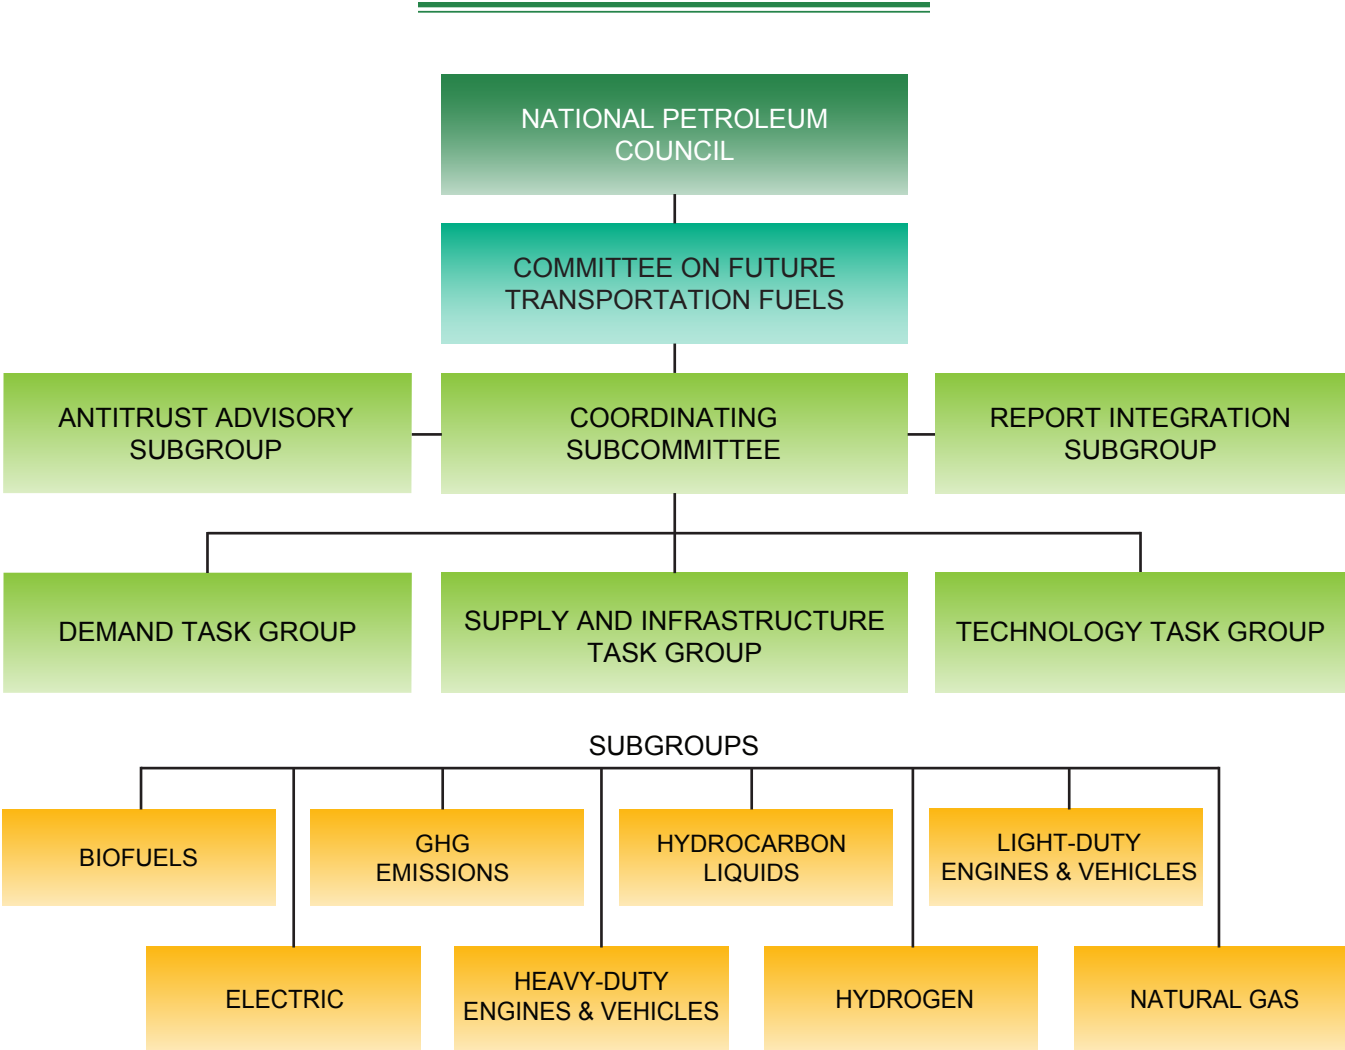 NATIONAL PETROLEUM
COUNCIL
COMMITTEE ON FUTURE
TRANSPORTATION FUELS
ANTITRUST ADVISORY
SUBGROUP
COORDINATING
SUBCOMMITTEE
REPORT INTEGRATION
SUBGROUP
DEMAND TASK GROUP
SUPPLY AND INFRASTRUCTURE
TASK GROUP
TECHNOLOGY TASK GROUP
SUBGROUPS
BIOFUELS
GHG
EMISSIONS
HYDROCARBON
LIQUIDS
LIGHT-DUTY
ENGINES & VEHICLES
ELECTRIC
HEAVY-DUTY
ENGINES & VEHICLES
HYDROGEN
NATURAL GAS